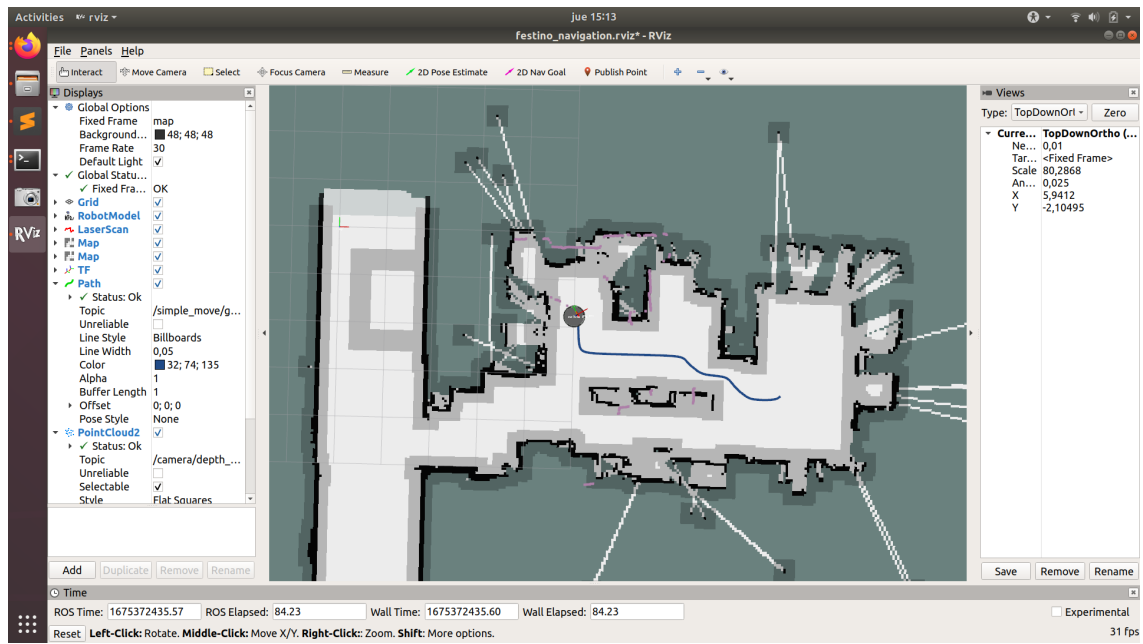 Activities RViz rviz jue 15:13
festino_navigation.rviz* - RViz
File Panels Help
Interact Move Camera Select Focus Camera Measure 2D Pose Estimate 2D Nav Goal Publish Point
Displays
Global Options
Fixed Frame map
Background... 48; 48; 48
Frame Rate 30
Default Light
Global Statu...
Fixed Fra... OK
Grid
RobotModel
LaserScan
Map
Map
TF
Path
Status: Ok
Topic /simple_move/g...
Unreliable
Line Style Billboards
Line Width 0,05
Color 32; 74; 135
Alpha 1
Buffer Length 1
Offset 0; 0; 0
Pose Style None
PointCloud2
Status: Ok
Topic /camera/depth_...
Unreliable
Selectable
Style Flat Squares
Add Duplicate Remove Rename
RViz
Views
Type: TopDownOrt Zero
Curre... TopDownOrtho (...
Ne... 0,01
Tar... <Fixed Frame>
Scale 80,2868
An... 0,025
X 5,9412
Y -2,10495
Save Remove Rename
Time
ROS Time: 1675372435.57 ROS Elapsed: 84.23 Wall Time: 1675372435.60 Wall Elapsed: 84.23 Experimental
Reset Left-Click: Rotate. Middle-Click: Move X/Y. Right-Click:: Zoom. Shift: More options. 31 fps